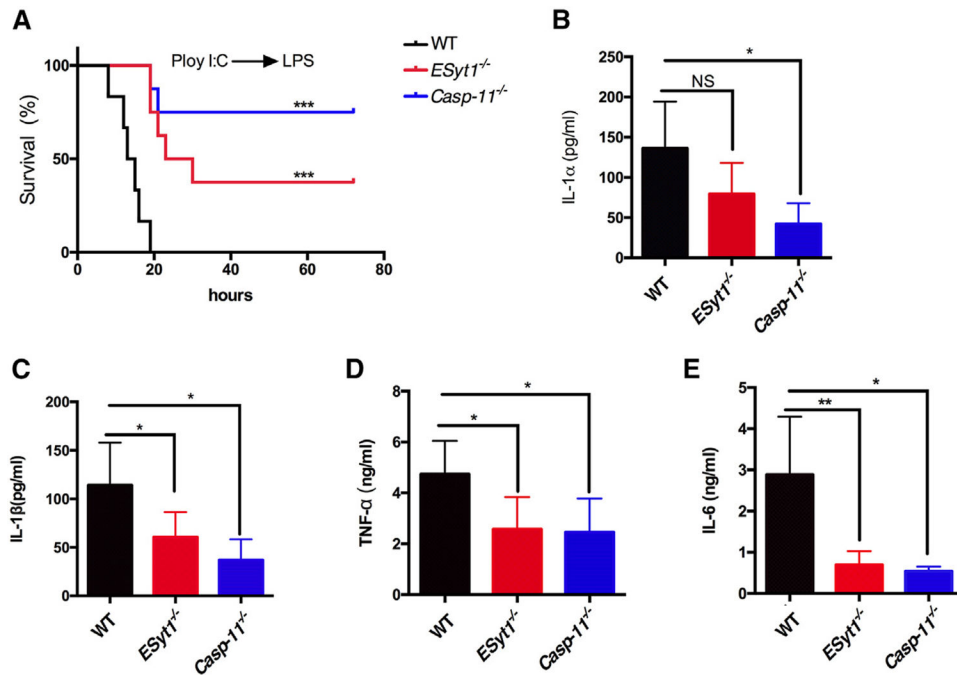 A
Ploy I:C LPS
***
***
Survival (%)
100
50
0
0 20 40 60 80
hours
WT
ESyt1-/-
Casp-11-/-
B
*
NS
IL-1α (pg/ml)
250
200
150
100
50
0
WT
ESyt1-/-
Casp-11-/-
C
*
*
IL-1β(pg/ml)
200
150
100
50
0
WT
ESyt1-/-
Casp-11-/-
D
*
*
TNF-α (ng/ml)
8
6
4
2
0
WT
ESyt1-/-
Casp-11-/-
E
*
**
IL-6 (ng/ml)
5
4
3
2
1
0
WT
ESyt1-/-
Casp-11-/-